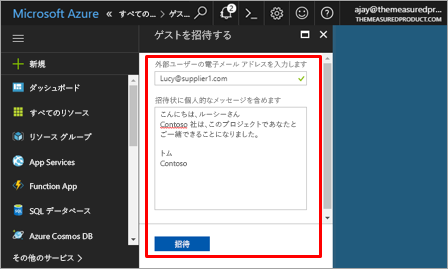 Microsoft Azure « すべての... > ゲス...
ajay@themeasuredpr...
THEMEASUREDPRODUCT.COM
ゲストを招待する
新規
ダッシュボード
すべてのリソース
リソース グループ
App Services
Function App
SQL データベース
Azure Cosmos DB
その他のサービス >
外部ユーザーの電子メール アドレスを入力します
Lucy@supplier1.com
招待状に個人的なメッセージを含めます
こんにちは、ルーシーさん
Contoso 社は、このプロジェクトであなたと
ご一緒できることになりました。
トム
Contoso
招待